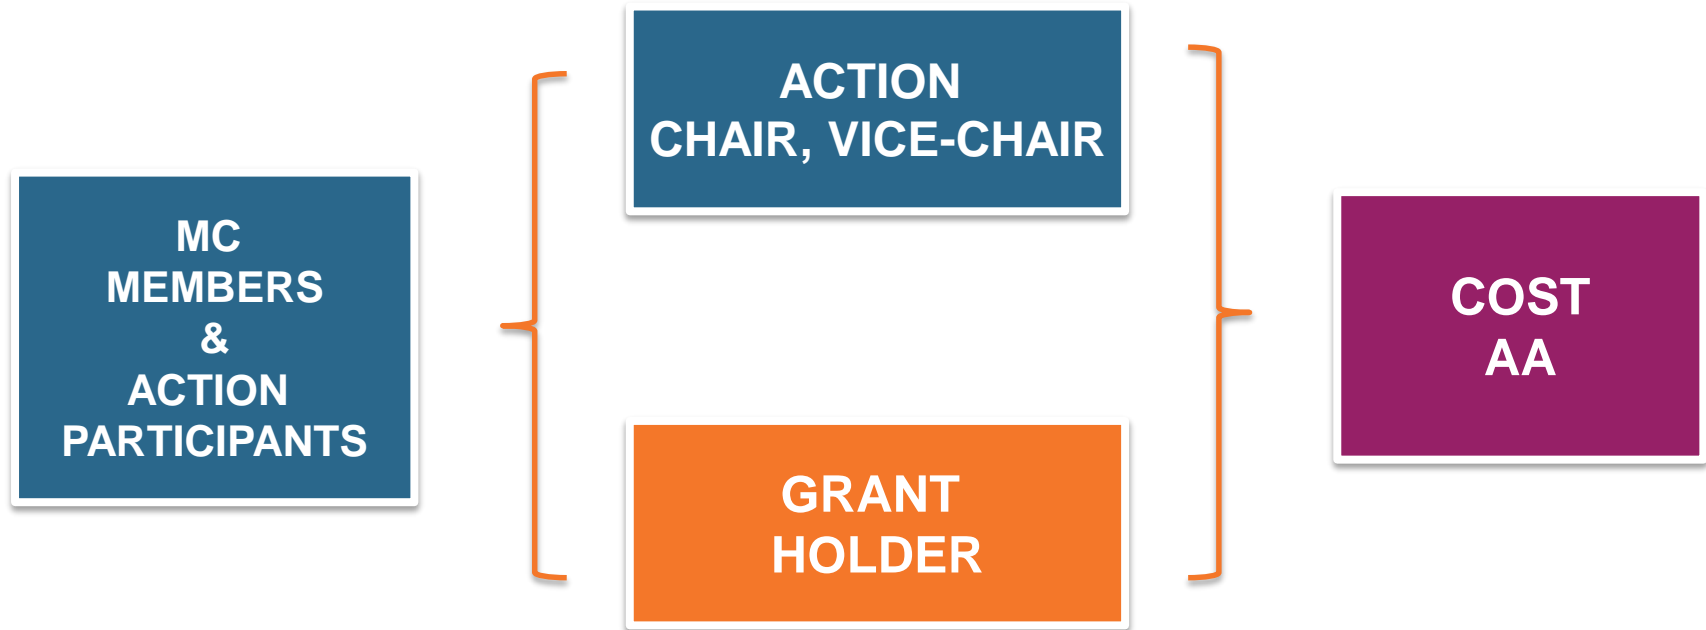 MC
MEMBERS
&
ACTION
PARTICIPANTS
ACTION
CHAIR, VICE-CHAIR
GRANT
HOLDER
COST
AA